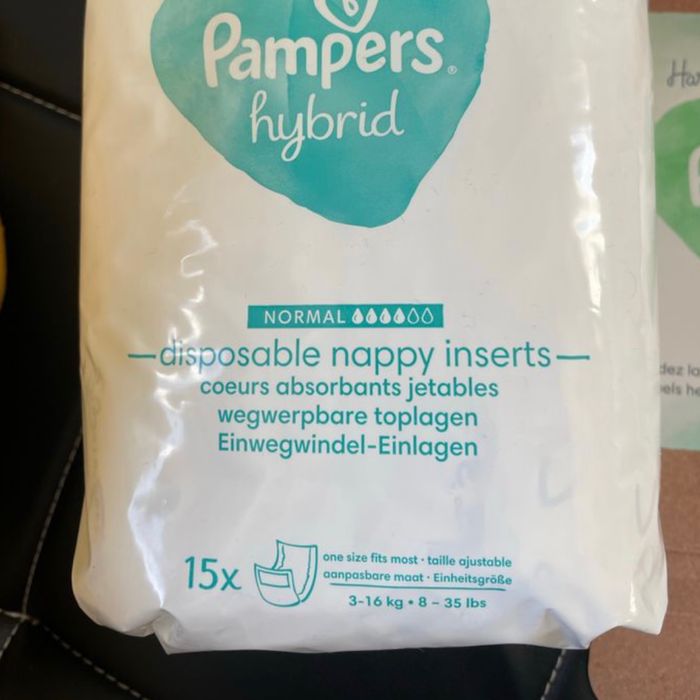 Pampers®
hybrid
NORMAL
disposable nappy inserts
coeurs absorbants jetables
wegwerpbare toplagen
Einwegwindel-Einlagen
15x
one size fits most · taille ajustable
aanpasbare maat · Einheitsgröße
3-16 kg • 8 – 35 lbs